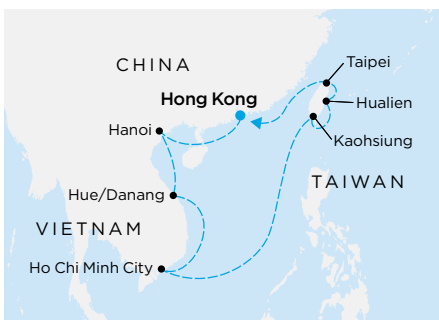 CHINA
Taipei
Hong Kong
Hualien
Hanoi
Kaohsiung
TAIWAN
Hue/Danang
VIETNAM
Ho Chi Minh City